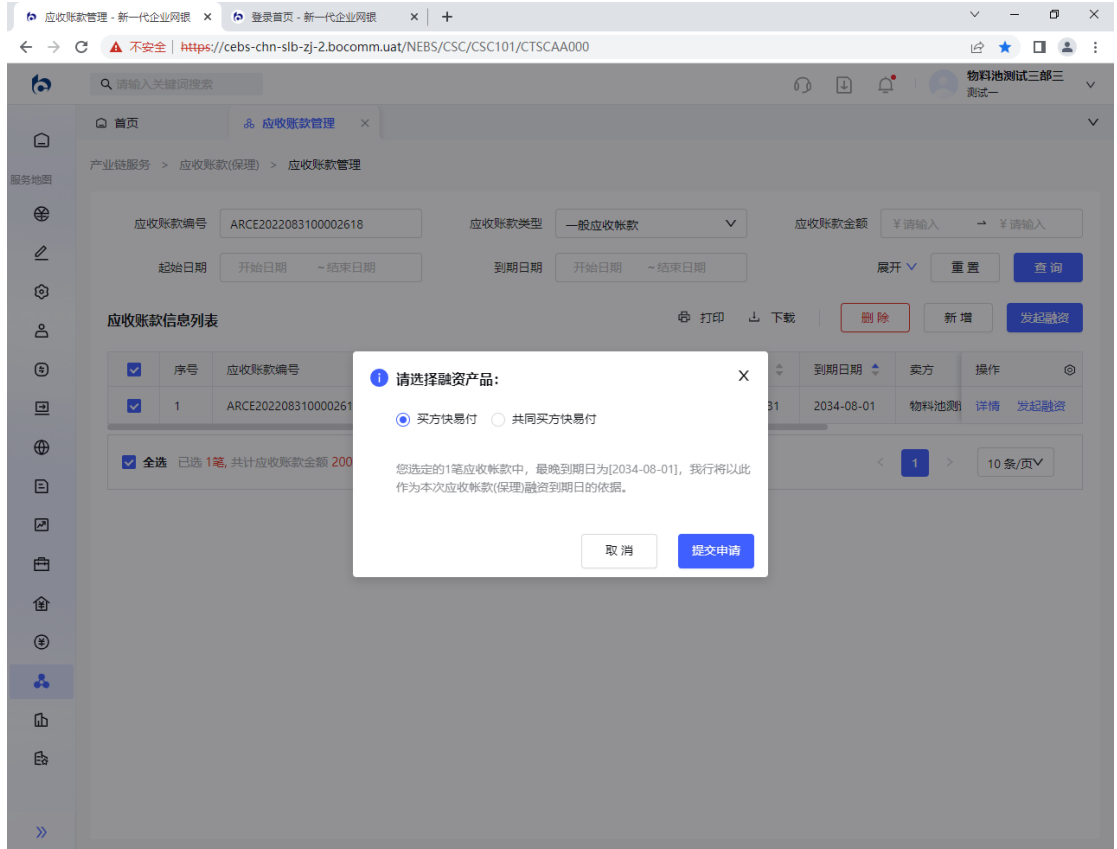 应收账款管理 - 新一代企业网银 × 登录首页 - 新一代企业网银 × +
不安全 https://cebs-chn-slb-zj-2.bocomm.uat/NEBS/CSC/CSC101/CTSCAA000
请输入关键词搜索 物料池测试三部三
测试一
首页 应收账款管理 ×
产业链服务 > 应收账款(保理) > 应收账款管理
服务地图
应收账款编号 ARCE2022083100002618 应收账款类型 一般应收帐款 应收账款金额 ¥请输入 → ¥请输入
起始日期 开始日期 ~结束日期 到期日期 开始日期 ~结束日期 展开 重置 查询
应收账款信息列表 打印 下载 删除 新增 发起融资
序号 应收账款编号 到期日期 卖方 操作
1 ARCE202208310000261 31 2034-08-01 物料池测 详情 发起融资
全选 已选 1笔, 共计应收账款金额 200 < 1 > 10 条/页
请选择融资产品：
买方快易付 共同买方快易付
您选定的1笔应收帐款中，最晚到期日为[2034-08-01]，我行将以此
作为本次应收帐款(保理)融资到期日的依据。
取消 提交申请